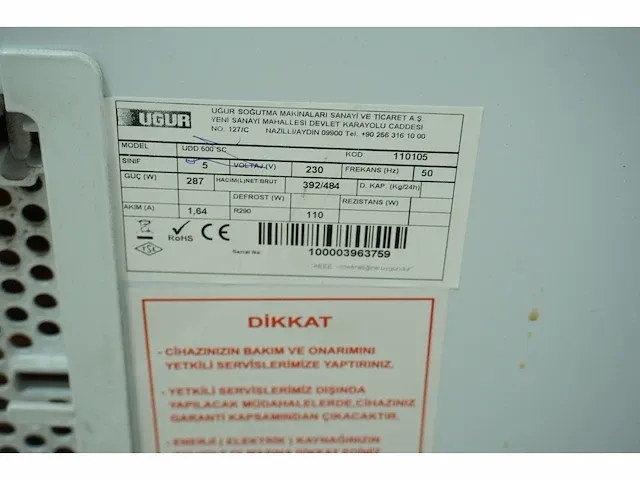 UĞUR
UĞUR SOĞUTMA MAKİNALARI SANAYİ VE TİCARET A.Ş.
YENİ SANAYİ MAHALLESİ DEVLET KARAYOLU CADDESİ
NO. 127/C NAZİLLİ/AYDIN 09900 Tel: +90 256 316 10 00
MODEL UDD 500 SC KOD 110105
SINIF 5 VOLTAJ (V) 230 FREKANS (Hz) 50
GÜÇ (W) 287 HACİM(L)NET/BRUT 392/484 D. KAP. (Kg/24h)
DEFROST (W) REZISTANS (W)
AKIM (A) 1,64 R290 110
RoHS CE
TSE
Serial No: 100003963759
DİKKAT
- CİHAZINIZIN BAKIM VE ONARIMINI
YETKİLİ SERVİSLERİMİZE YAPTIRINIZ.
- YETKİLİ SERVİSLERİMİZ DIŞINDA
YAPILACAK MÜDAHALELERDE,CİHAZINIZ
GARANTİ KAPSAMINDAN ÇIKACAKTIR.
- ENERJİ ( ELEKTRİK ) KAYNAĞINIZIN